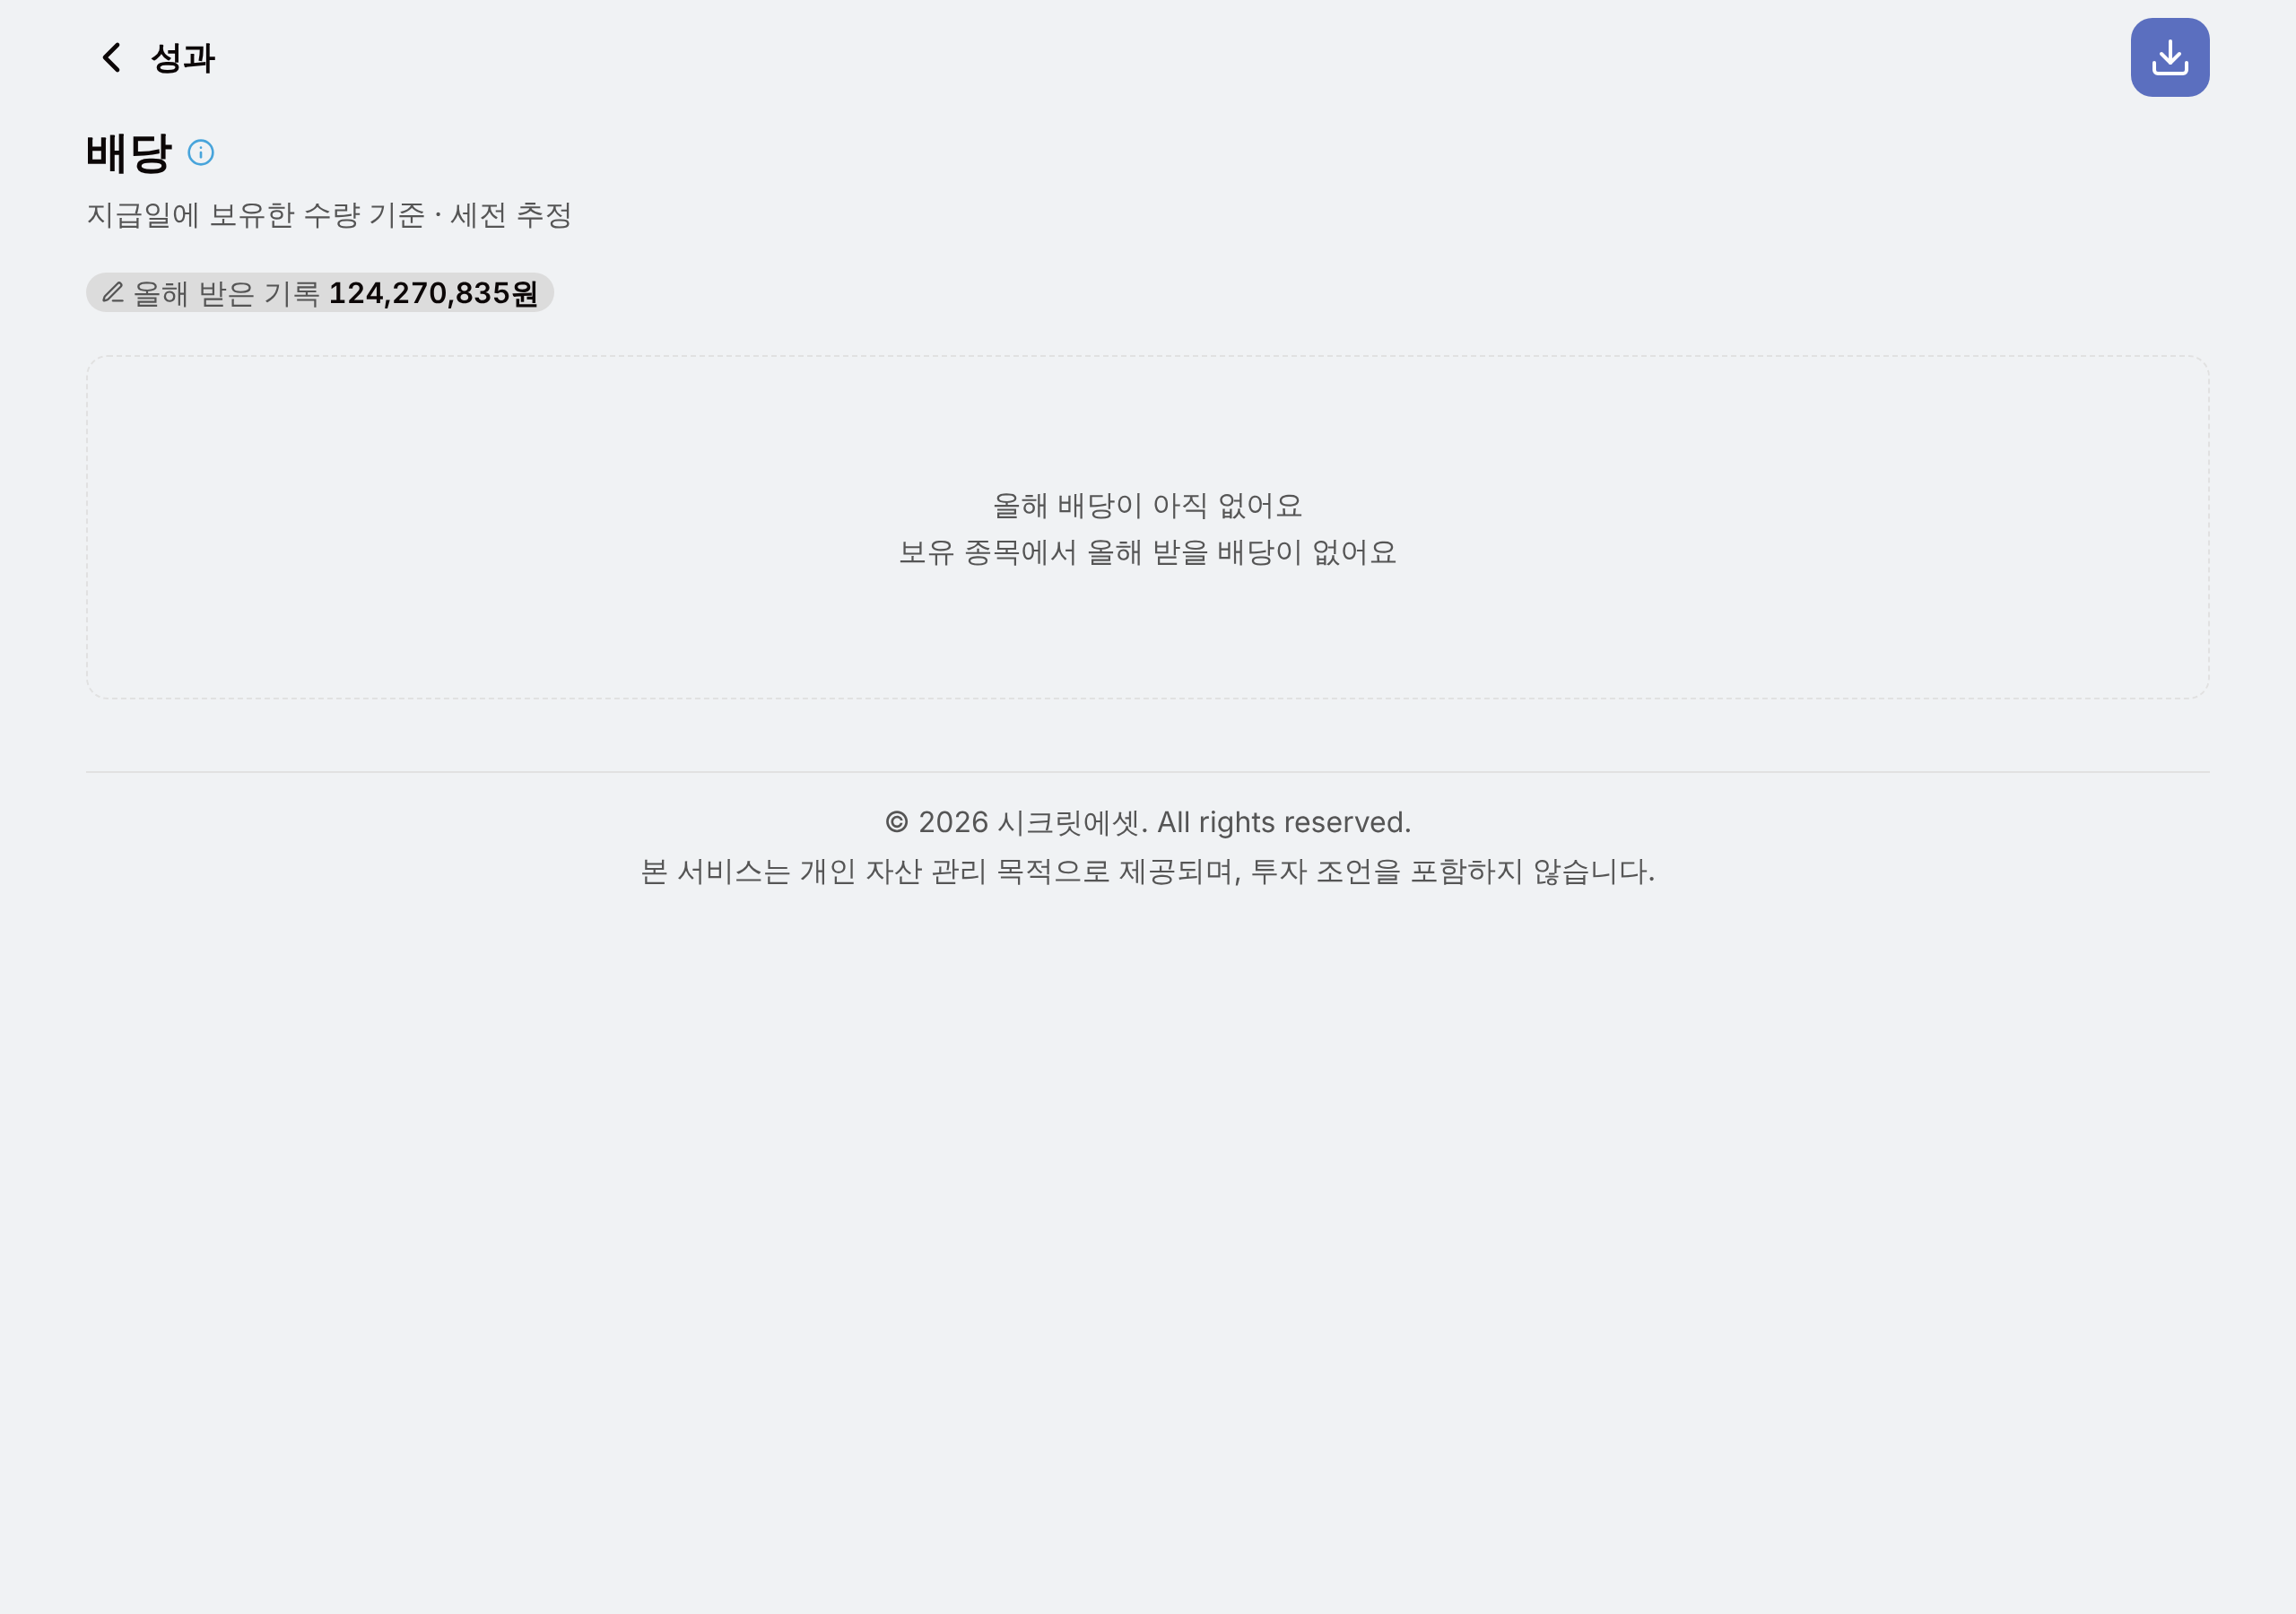 성과
배당
지급일에 보유한 수량 기준 · 세전 추정
올해 받은 기록 124,270,835원
올해 배당이 아직 없어요
보유 종목에서 올해 받을 배당이 없어요
© 2026 시크릿에셋. All rights reserved.
본 서비스는 개인 자산 관리 목적으로 제공되며, 투자 조언을 포함하지 않습니다.